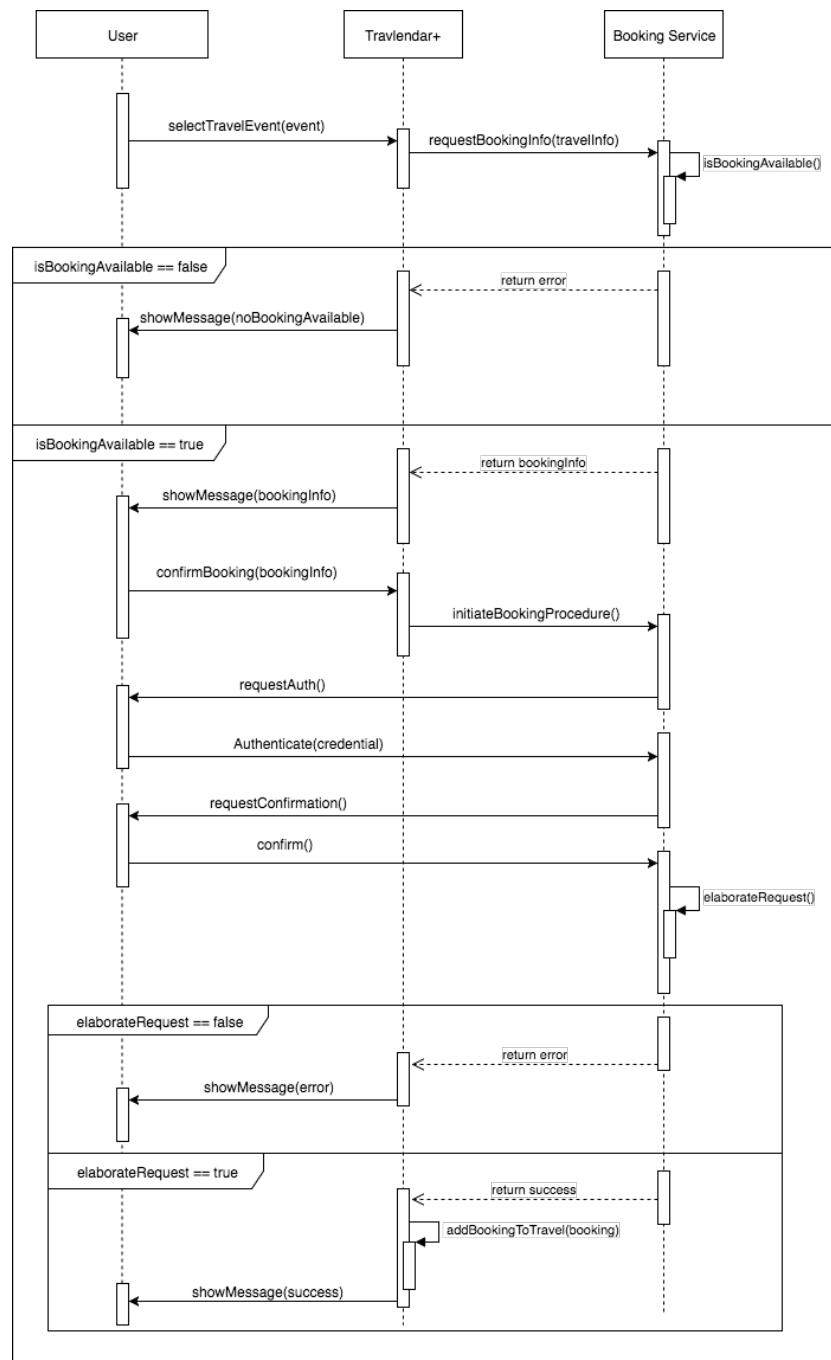 User
Travlendar+
Booking Service
selectTravelEvent(event)
requestBookingInfo(travelInfo)
isBookingAvailable()
isBookingAvailable == false
return error
showMessage(noBookingAvailable)
isBookingAvailable == true
return bookingInfo
showMessage(bookingInfo)
confirmBooking(bookingInfo)
initiateBookingProcedure()
requestAuth()
Authenticate(credential)
requestConfirmation()
confirm()
elaborateRequest()
elaborateRequest == false
return error
showMessage(error)
elaborateRequest == true
return success
addBookingToTravel(booking)
showMessage(success)